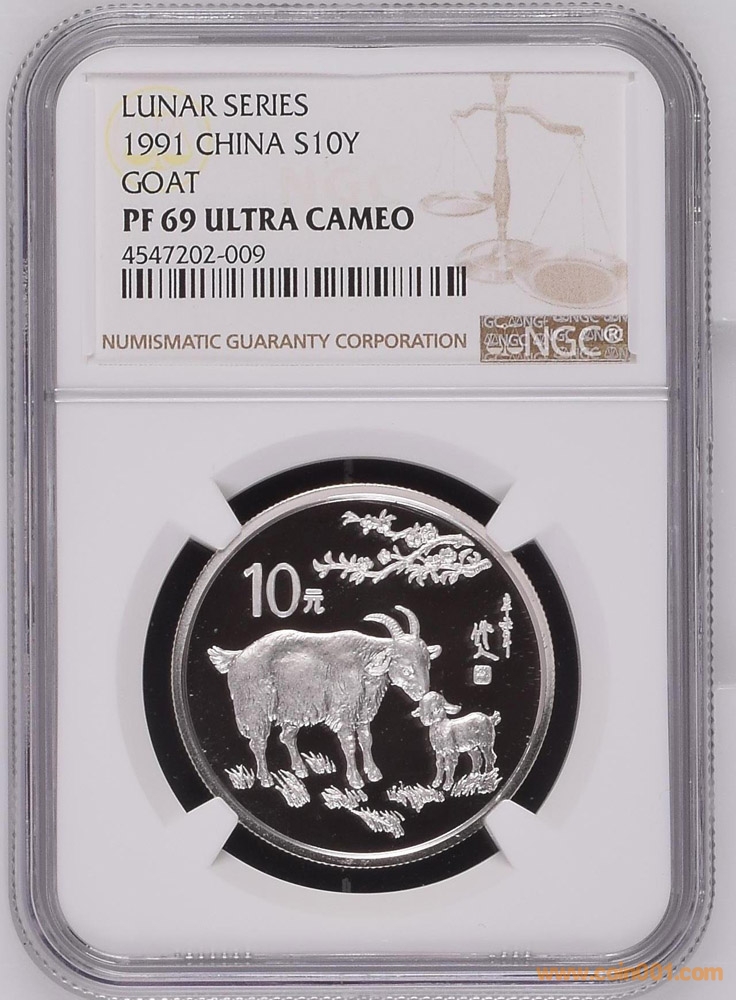 LUNAR SERIES
1991 CHINA S10Y
GOAT
PF 69 ULTRA CAMEO
4547202-009
NUMISMATIC GUARANTY CORPORATION
NGC®
10元
www.coin001.com